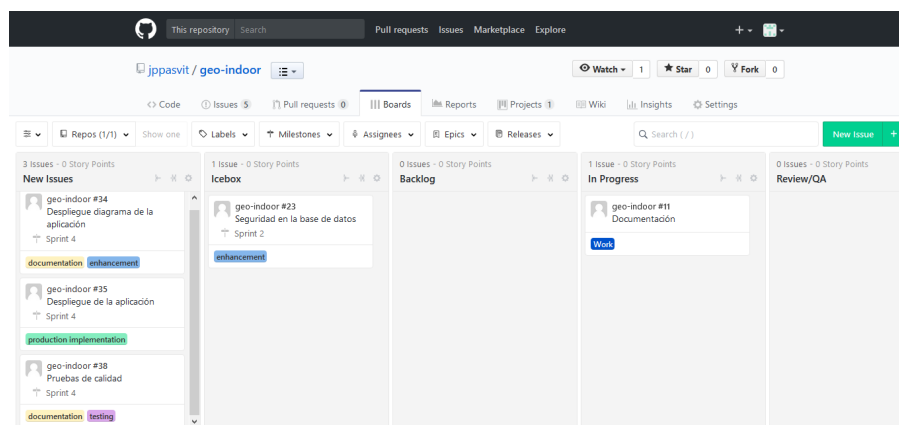 This repository Search Pull requests Issues Marketplace Explore
jppasvit / geo-indoor
Watch 1 Star 0 Fork 0
Code Issues 5 Pull requests 0 Boards Reports Projects 1 Wiki Insights Settings
Repos (1/1) Show one Labels Milestones Assignees Epics Releases Search ( / ) New Issue +
3 Issues - 0 Story Points
New Issues
geo-indoor #34
Despliegue diagrama de la
aplicación
Sprint 4
documentation enhancement
geo-indoor #35
Despliegue de la aplicación
Sprint 4
production implementation
geo-indoor #38
Pruebas de calidad
Sprint 4
documentation testing
1 Issue - 0 Story Points
Icebox
geo-indoor #23
Seguridad en la base de datos
Sprint 2
enhancement
0 Issues - 0 Story Points
Backlog
1 Issue - 0 Story Points
In Progress
geo-indoor #11
Documentación
Work
0 Issues - 0 Story Points
Review/QA